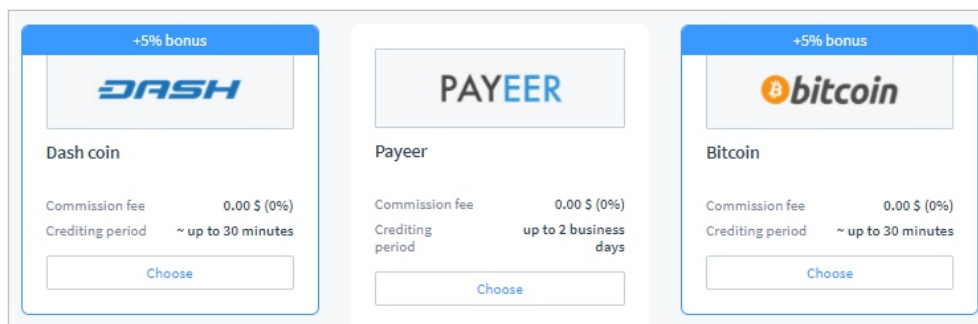 +5% bonus
DASH
Dash coin
Commission fee 0.00 $ (0%)
Crediting period ~ up to 30 minutes
Choose
PAYEER
Payeer
Commission fee 0.00 $ (0%)
Crediting period up to 2 business
days
Choose
+5% bonus
bitcoin
Bitcoin
Commission fee 0.00 $ (0%)
Crediting period ~ up to 30 minutes
Choose